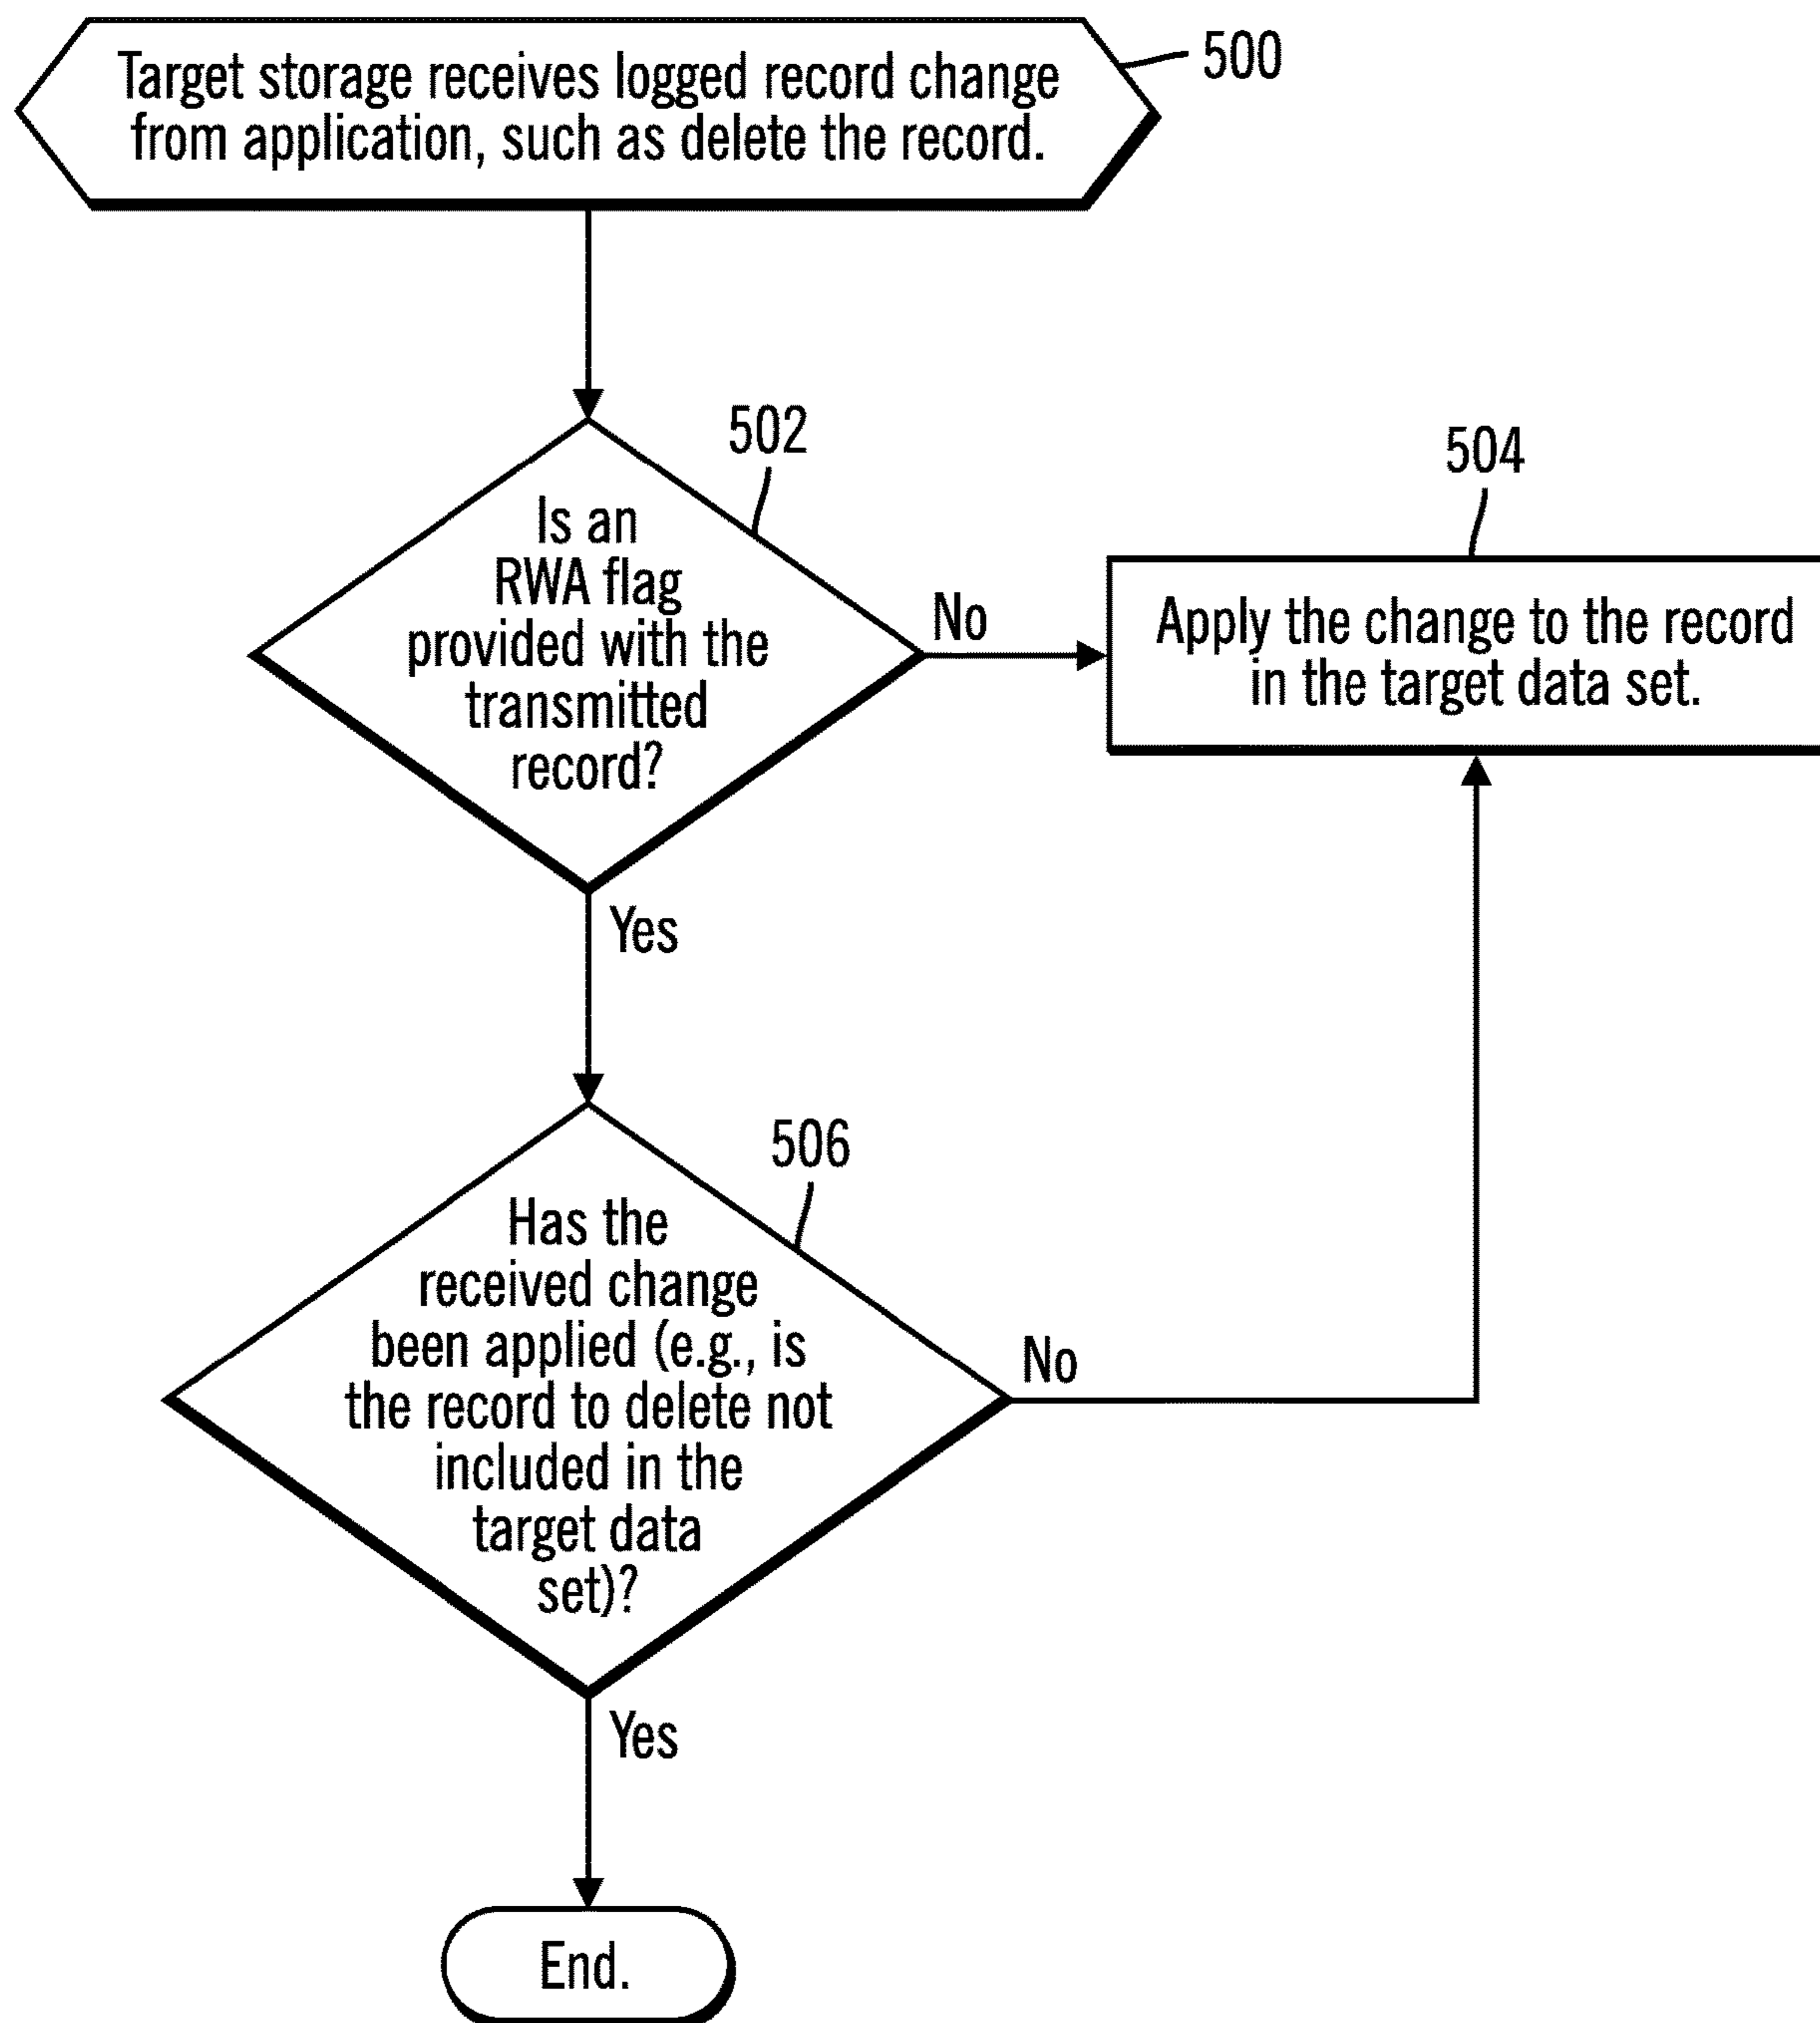 Target storage receives logged record change
from application, such as delete the record.
500
502
Is an
RWA flag
provided with the
transmitted
record?
No
504
Apply the change to the record
in the target data set.
Yes
506
Has the
received change
been applied (e.g., is
the record to delete not
included in the
target data
set)?
No
Yes
End.